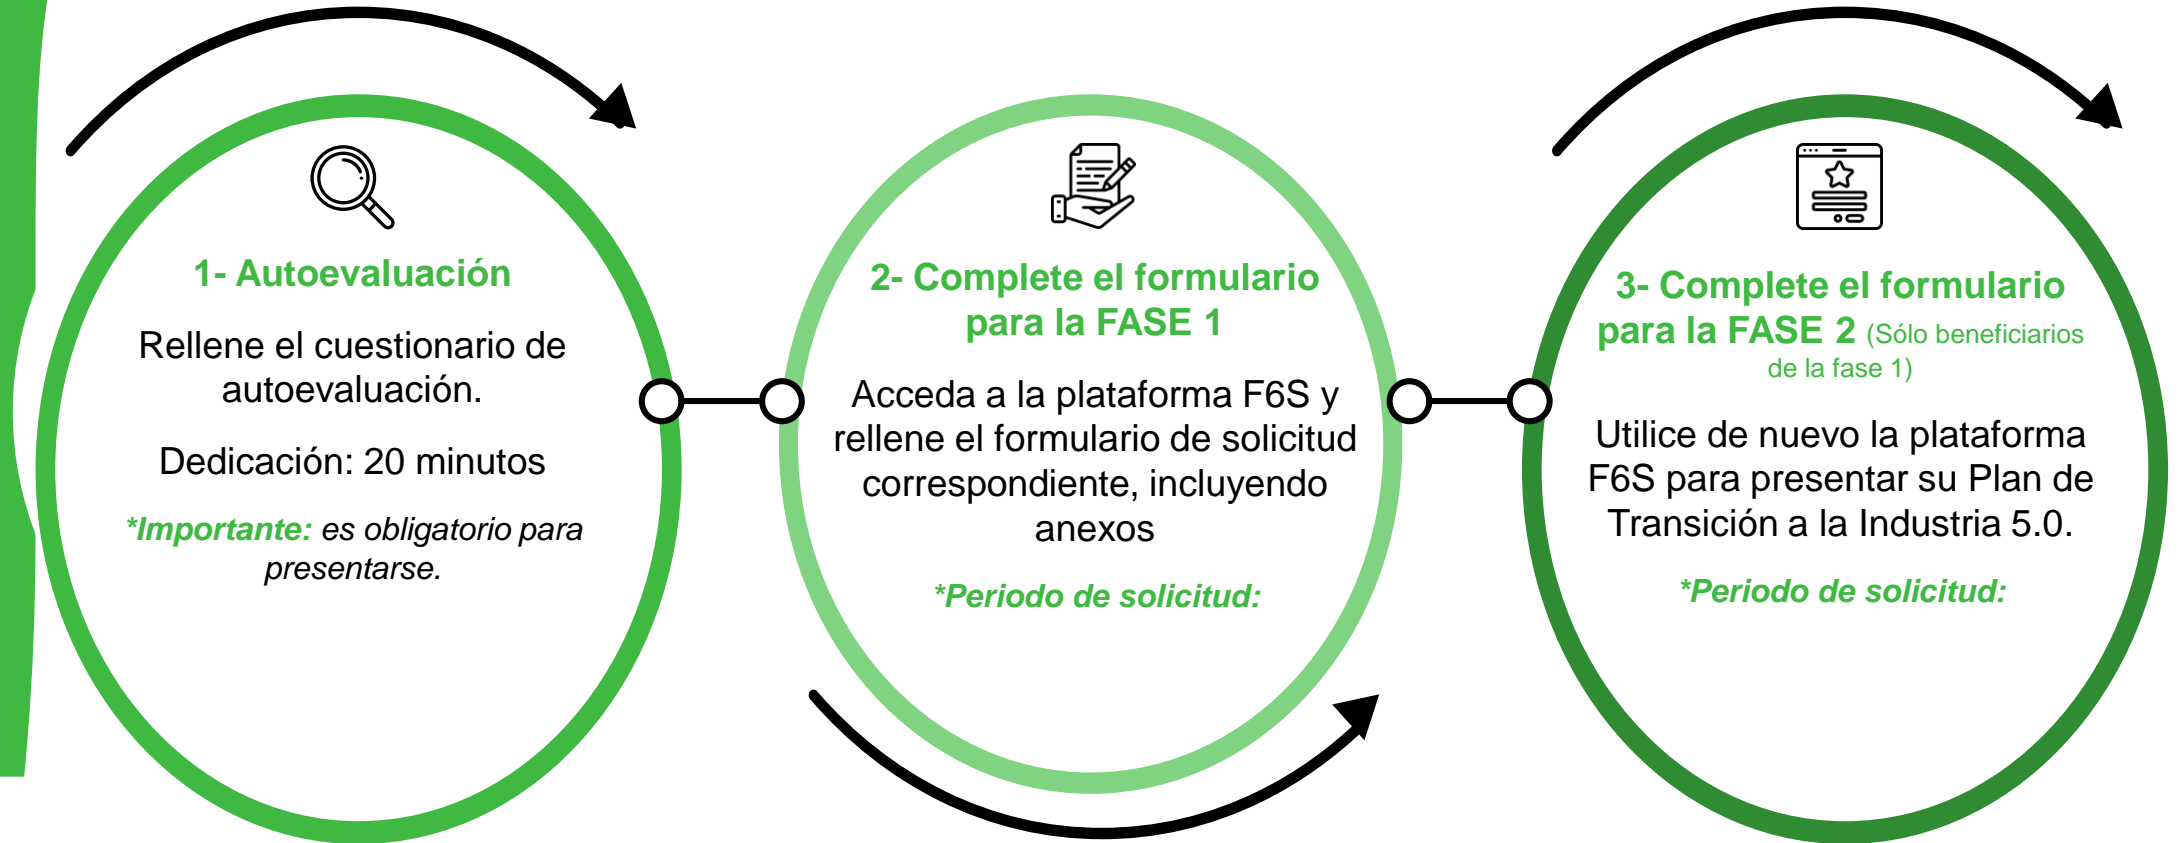 1- Autoevaluación
Rellene el cuestionario de
autoevaluación.
Dedicación: 20 minutos
*Importante: es obligatorio para
presentarse.
2- Complete el formulario
para la FASE 1
Acceda a la plataforma F6S y
rellene el formulario de solicitud
correspondiente, incluyendo
anexos
*Periodo de solicitud:
3- Complete el formulario
para la FASE 2 (Sólo beneficiarios
de la fase 1)
Utilice de nuevo la plataforma
F6S para presentar su Plan de
Transición a la Industria 5.0.
*Periodo de solicitud: